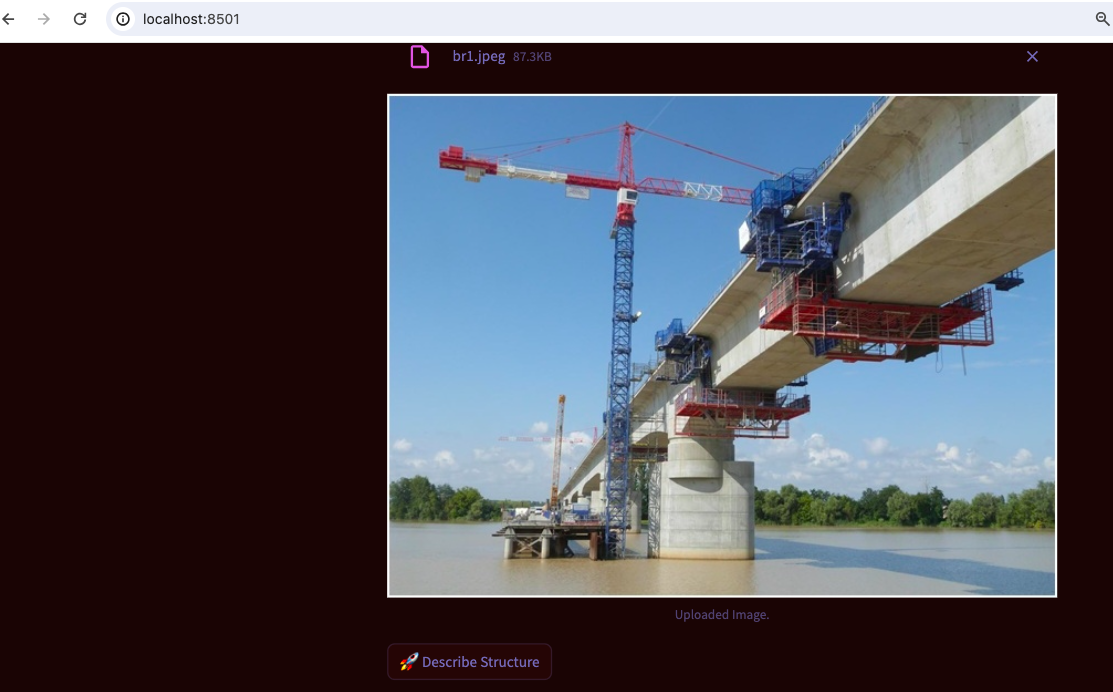 localhost:8501
br1.jpeg 87.3KB
Uploaded Image.
🚀 Describe Structure